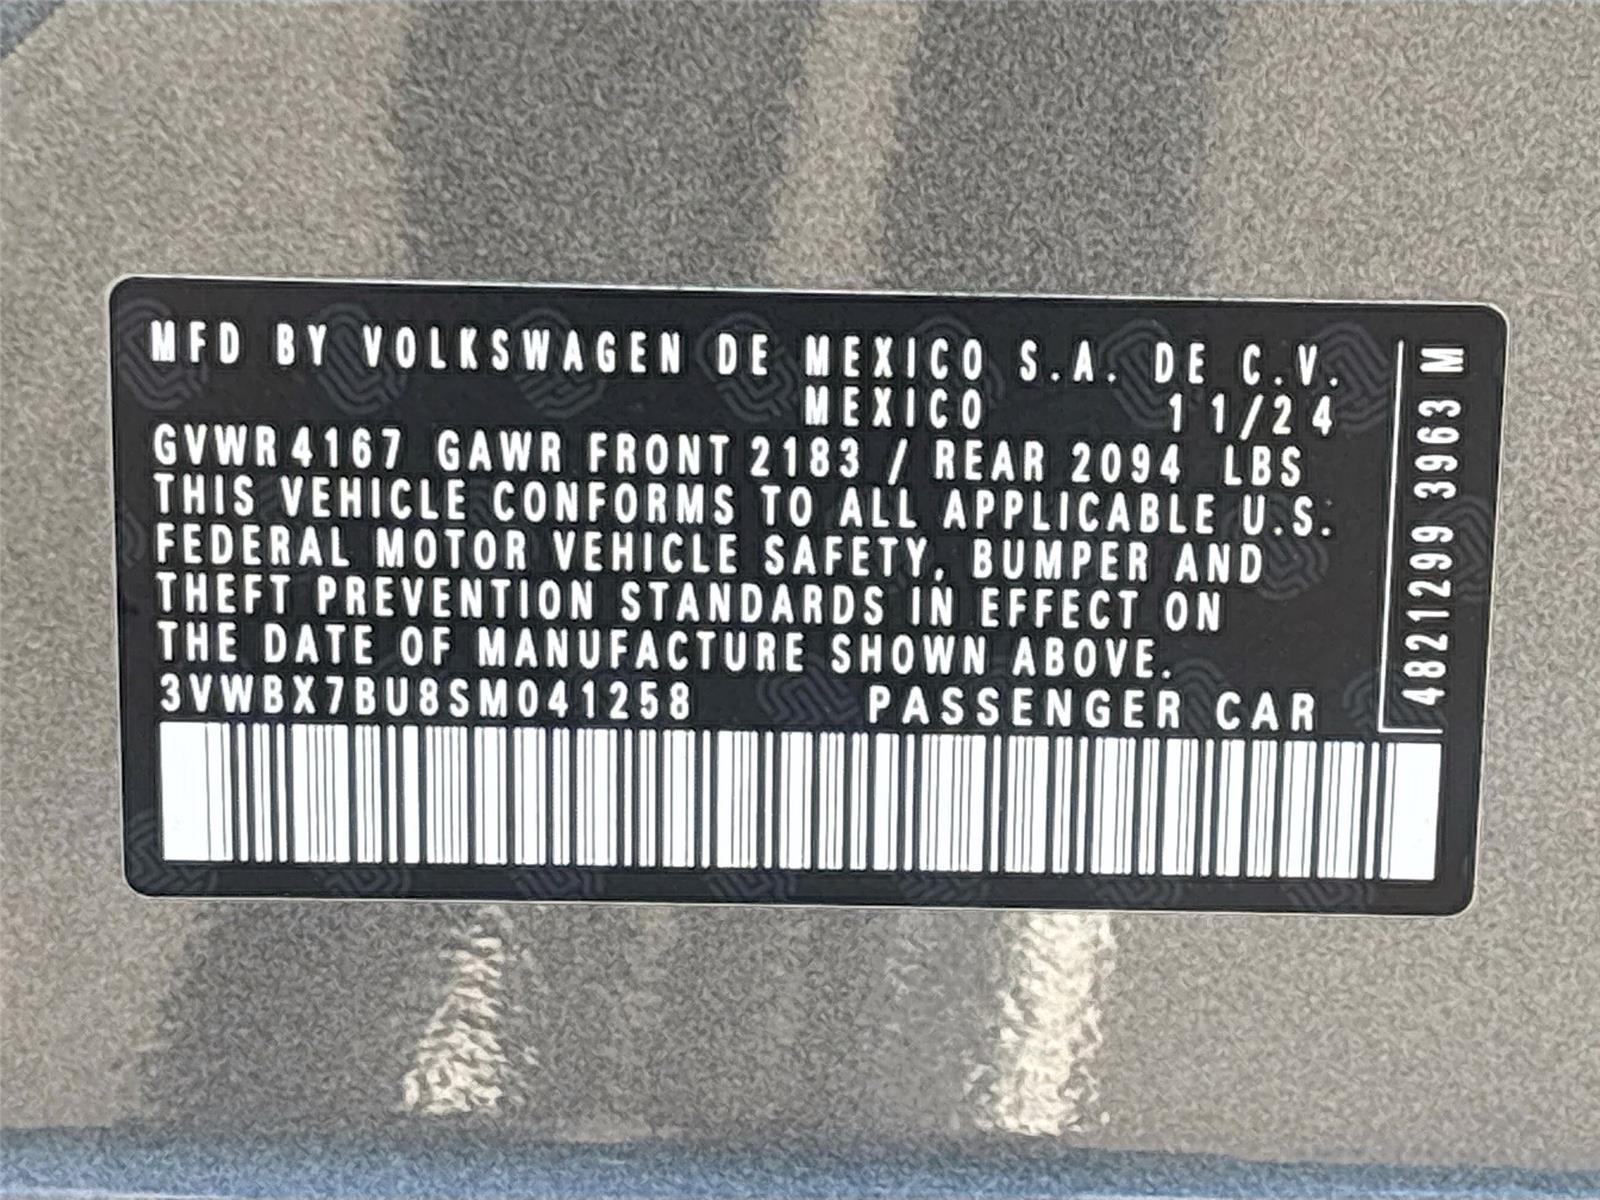 MFD BY VOLKSWAGEN DE MEXICO S.A. DE C.V.
MEXICO 11/24
GVWR 4167 GAWR FRONT 2183 / REAR 2094 LBS
THIS VEHICLE CONFORMS TO ALL APPLICABLE U.S.
FEDERAL MOTOR VEHICLE SAFETY, BUMPER AND
THEFT PREVENTION STANDARDS IN EFFECT ON
THE DATE OF MANUFACTURE SHOWN ABOVE.
3VWBX7BU8SM041258 PASSENGER CAR
4821299 3963 M